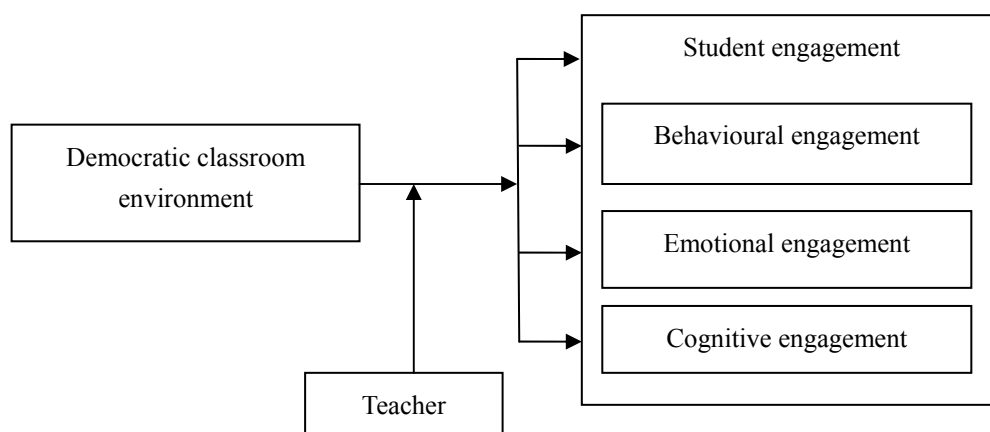 Student engagement
Democratic classroom
environment
Behavioural engagement
Emotional engagement
Cognitive engagement
Teacher